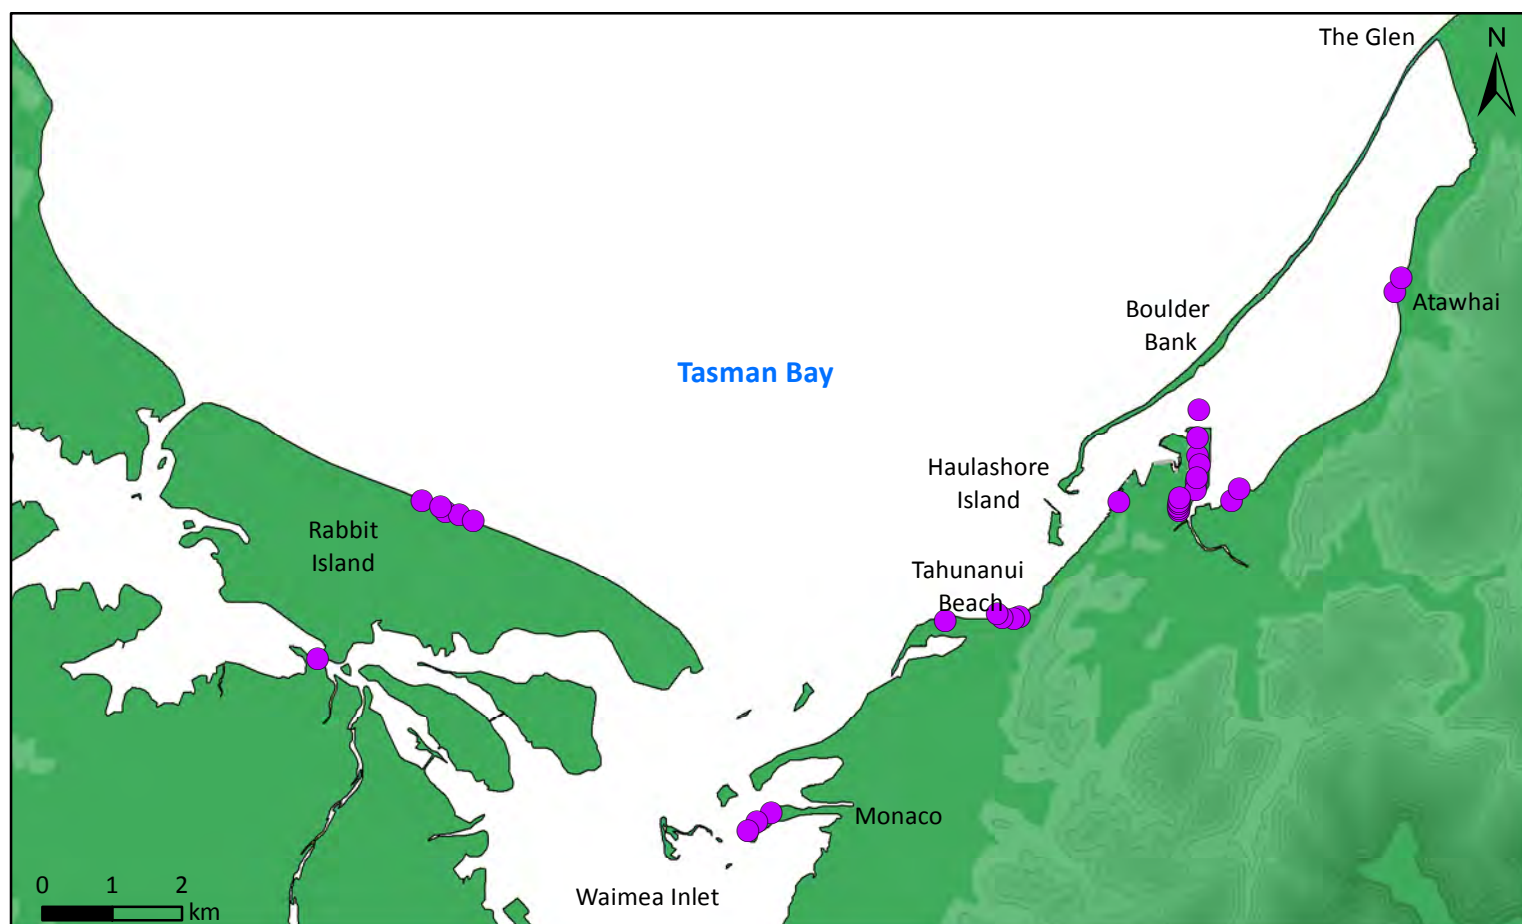 The Glen
N
Boulder
Bank
Atawhai
Tasman Bay
Haulashore
Island
Rabbit
Island
Tahunanui
Beach
Monaco
Waimea Inlet
0 1 2
km